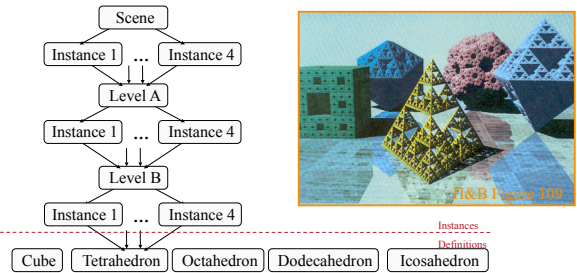 Scene
Instance 1 ... Instance 4
Level A
Instance 1 ... Instance 4
Level B
Instance 1 ... Instance 4
H&B Figure 109
Instances
Definitions
Cube Tetrahedron Octahedron Dodecahedron Icosahedron